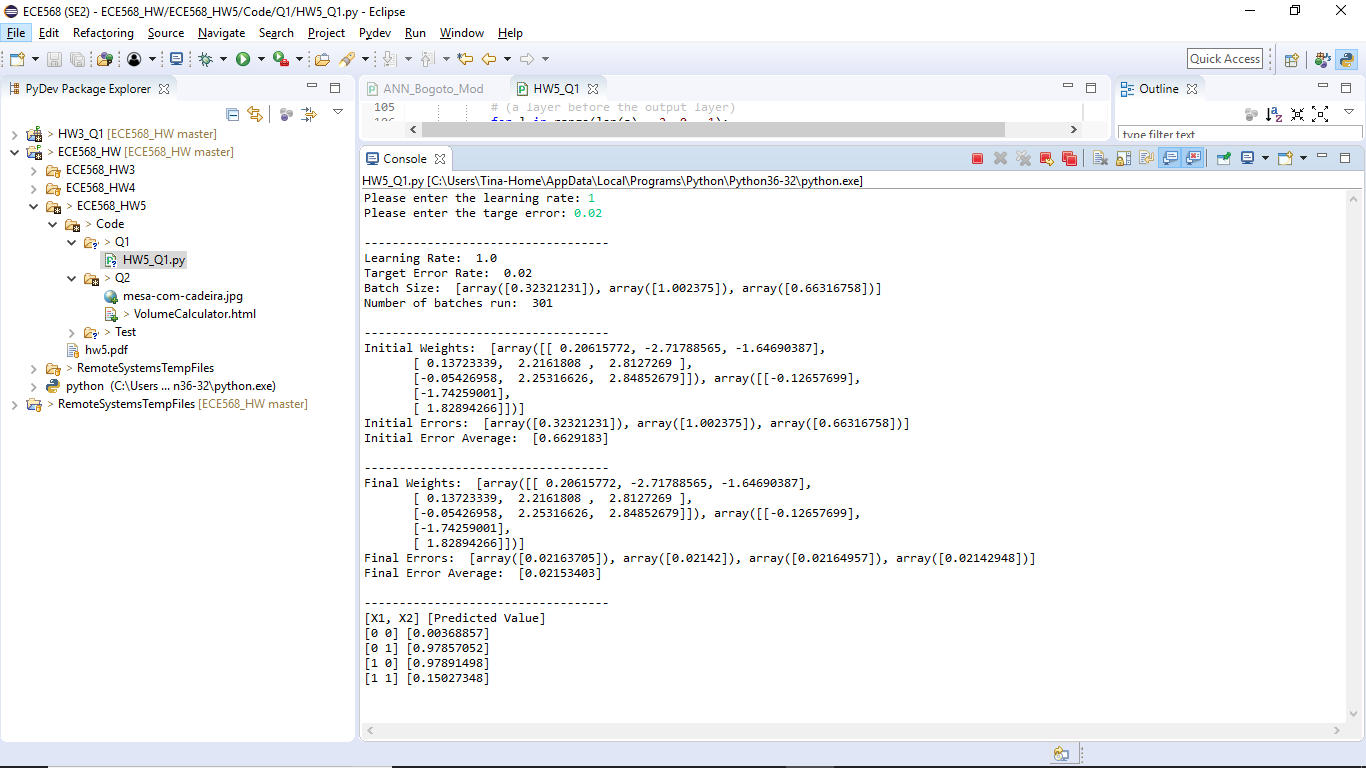 ECE568 (SE2) - ECE568_HW/ECE568_HW5/Code/Q1/HW5_Q1.py - Eclipse
File Edit Refactoring Source Navigate Search Project Pydev Run Window Help
Quick Access
PyDev Package Explorer
> HW3_Q1 [ECE568_HW master]
> ECE568_HW [ECE568_HW master]
ECE568_HW3
ECE568_HW4
> ECE568_HW5
> Code
> Q1
HW5_Q1.py
> Q2
mesa-com-cadeira.jpg
> VolumeCalculator.html
> Test
hw5.pdf
> RemoteSystemsTempFiles
python (C:\Users ... n36-32\python.exe)
> RemoteSystemsTempFiles [ECE568_HW master]
ANN_Bogoto_Mod
HW5_Q1
105 # (a layer before the output layer)
Outline
type filter text
Console
HW5_Q1.py [C:\Users\Tina-Home\AppData\Local\Programs\Python\Python36-32\python.exe]
Please enter the learning rate: 1
Please enter the targe error: 0.02
-----------------------------------
Learning Rate:  1.0
Target Error Rate:  0.02
Batch Size:  [array([0.32321231]), array([1.002375]), array([0.66316758])]
Number of batches run:  301
-----------------------------------
Initial Weights:  [array([[ 0.20615772, -2.71788565, -1.64690387],
[ 0.13723339,  2.2161808 ,  2.8127269 ],
[-0.05426958,  2.25316626,  2.84852679]]), array([[-0.12657699],
[-1.74259001],
[ 1.82894266]])]
Initial Errors:  [array([0.32321231]), array([1.002375]), array([0.66316758])]
Initial Error Average:  [0.6629183]
-----------------------------------
Final Weights:  [array([[ 0.20615772, -2.71788565, -1.64690387],
[ 0.13723339,  2.2161808 ,  2.8127269 ],
[-0.05426958,  2.25316626,  2.84852679]]), array([[-0.12657699],
[-1.74259001],
[ 1.82894266]])]
Final Errors:  [array([0.02163705]), array([0.02142]), array([0.02164957]), array([0.02142948])]
Final Error Average:  [0.02153403]
-----------------------------------
[X1, X2] [Predicted Value]
[0 0] [0.00368857]
[0 1] [0.97857052]
[1 0] [0.97891498]
[1 1] [0.15027348]